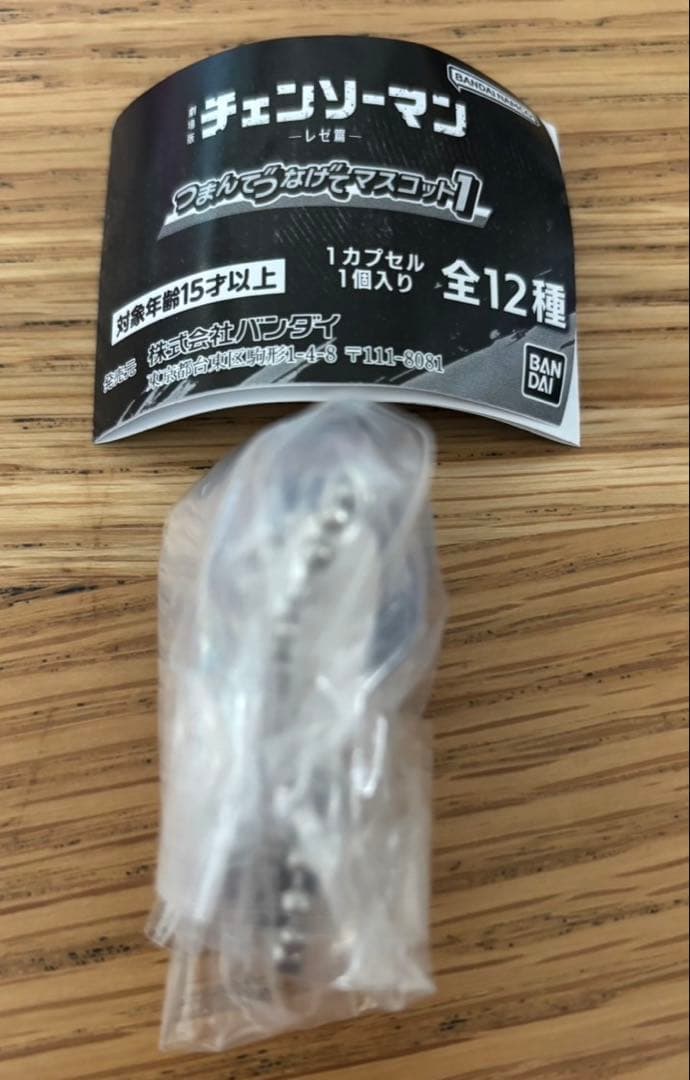 劇場版 チェンソーマン
BANDAI NAMCO
―レゼ篇―
つまんでつなげてマスコット1
対象年齢15才以上
1カプセル
1個入り
全12種
発売元 株式会社バンダイ
東京都台東区駒形1-4-8 〒111-8081
BAN
DAI